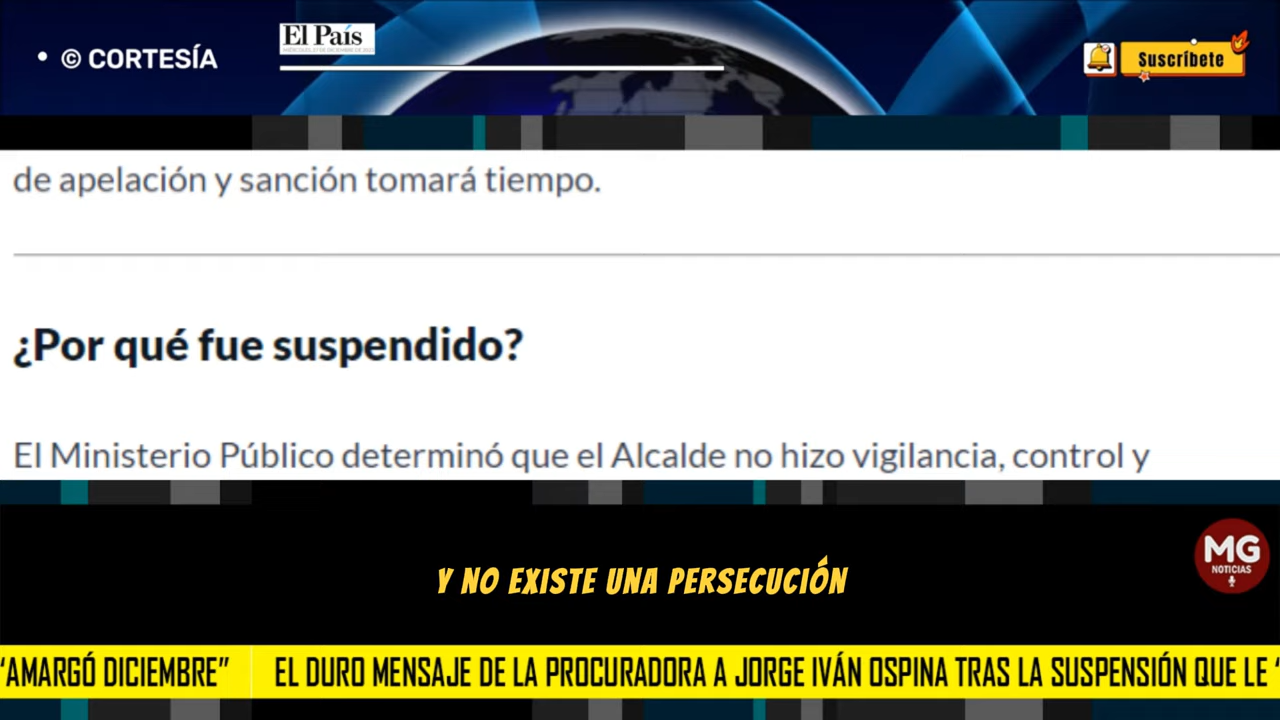 • © CORTESÍA
El País
Suscríbete
de apelación y sanción tomará tiempo.
¿Por qué fue suspendido?
El Ministerio Público determinó que el Alcalde no hizo vigilancia, control y
MG
NOTICIAS
Y NO EXISTE UNA PERSECUCIÓN
“AMARGÓ DICIEMBRE” EL DURO MENSAJE DE LA PROCURADORA A JORGE IVÁN OSPINA TRAS LA SUSPENSIÓN QUE LE “